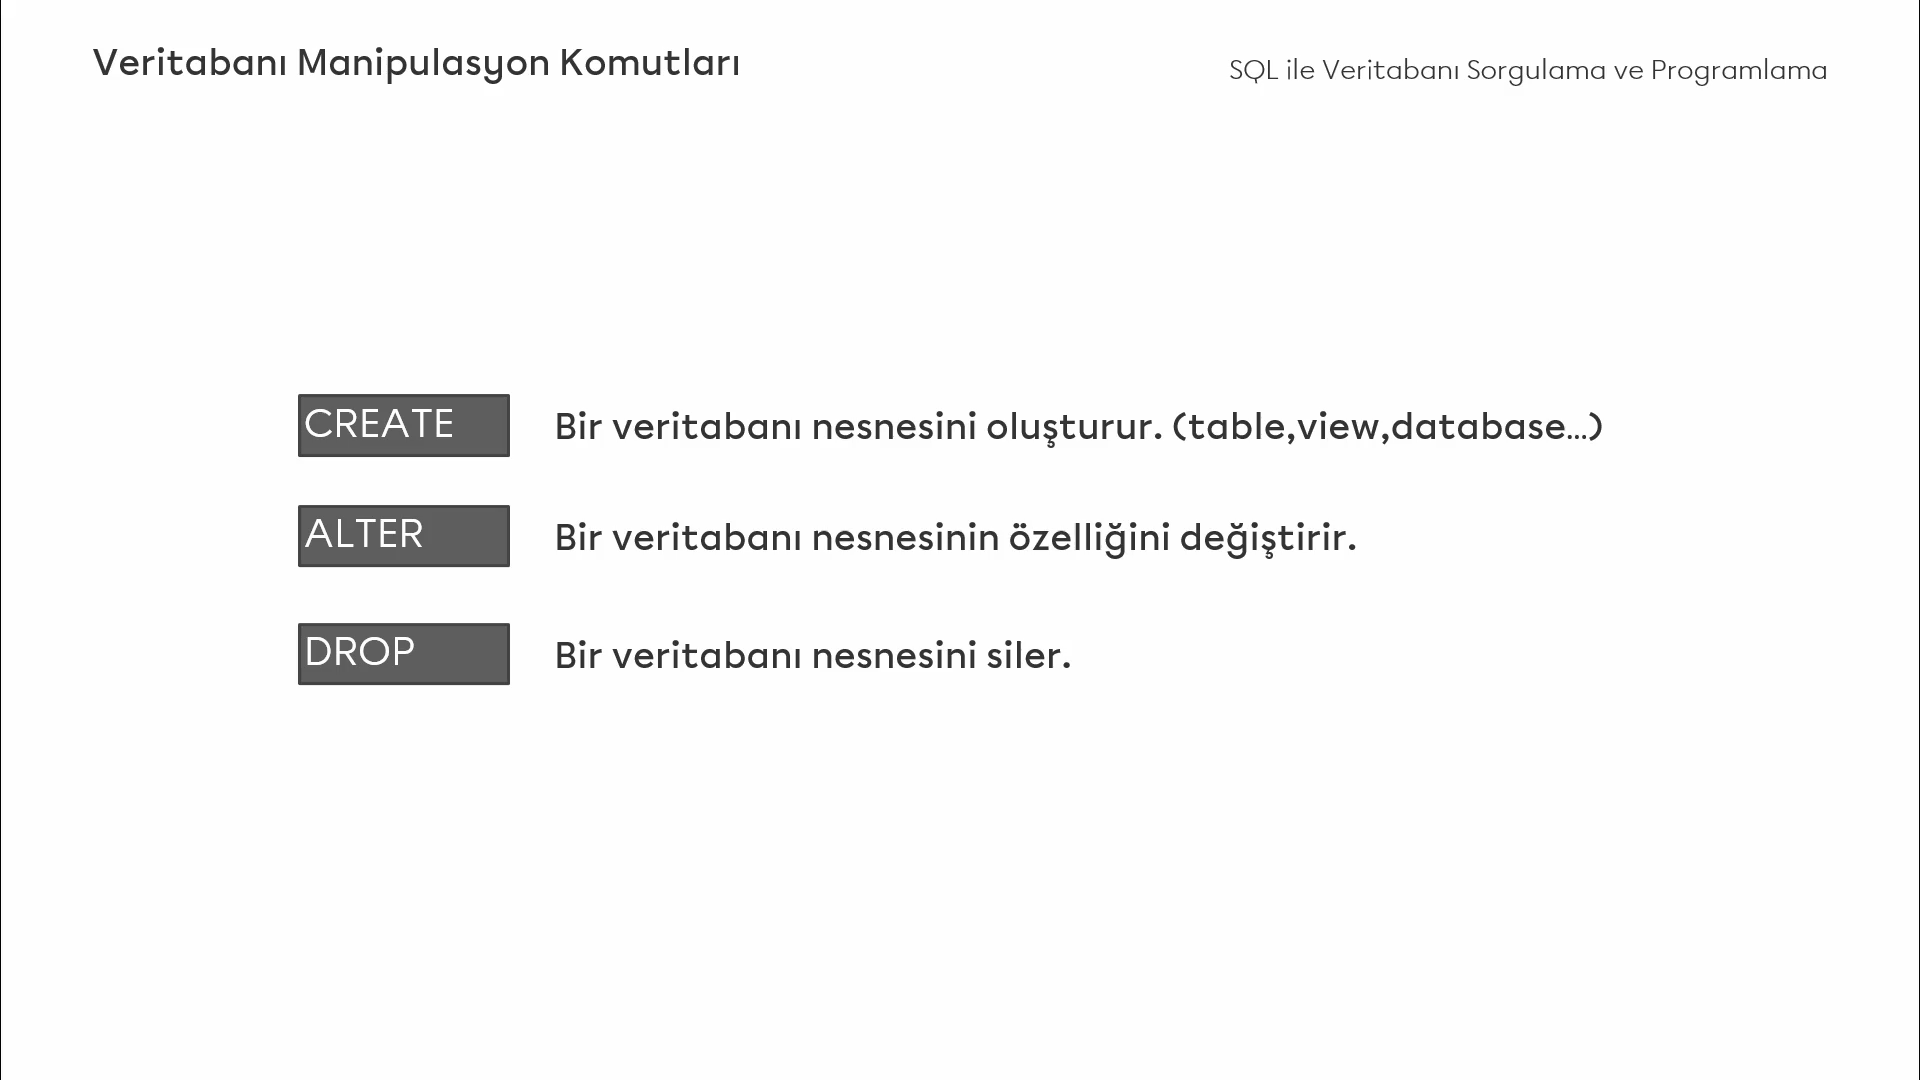 Veritabanı Manipulasyon Komutları
SQL ile Veritabanı Sorgulama ve Programlama
CREATE Bir veritabanı nesnesini oluşturur. (table,view,database...)
ALTER Bir veritabanı nesnesinin özelliğini değiştirir.
DROP Bir veritabanı nesnesini siler.